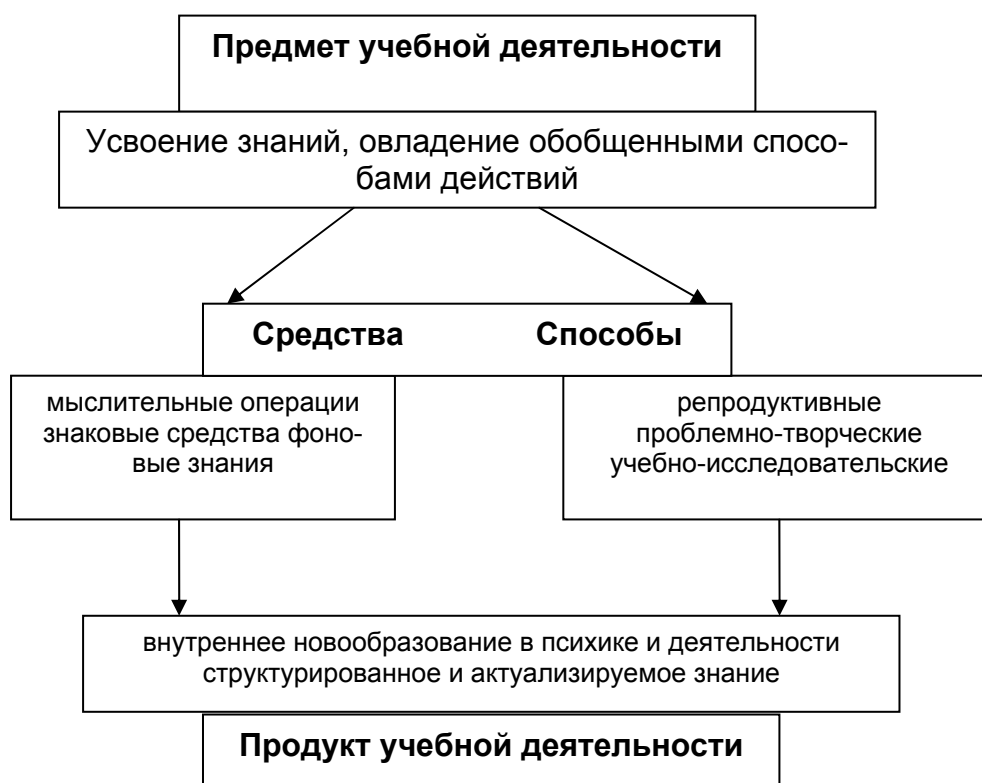 Предмет учебной деятельности
Усвоение знаний, овладение обобщенными спосо-
бами действий
Средства Способы
мыслительные операции
знаковые средства фоно-
вые знания
репродуктивные
проблемно-творческие
учебно-исследовательские
внутреннее новообразование в психике и деятельности
структурированное и актуализируемое знание
Продукт учебной деятельности